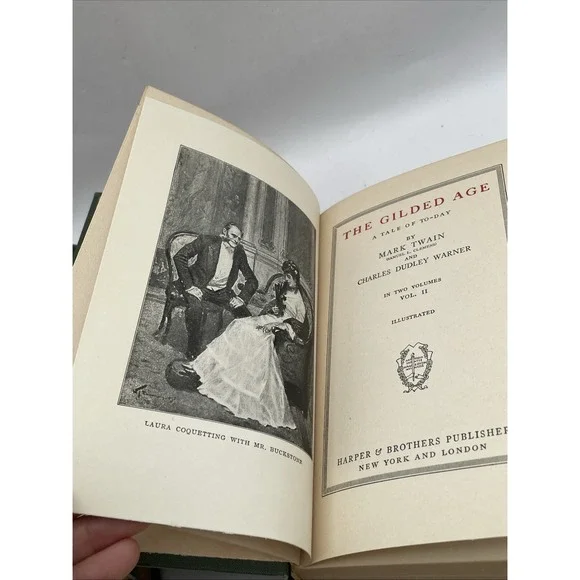 LAURA COQUETTING WITH MR. BUCKSTONE
THE GILDED AGE
A TALE OF TO-DAY
BY
MARK TWAIN
(SAMUEL L. CLEMENS)
AND
CHARLES DUDLEY WARNER
IN TWO VOLUMES
VOL. II
ILLUSTRATED
HARPER & BROTHERS PUBLISHER
NEW YORK AND LONDON